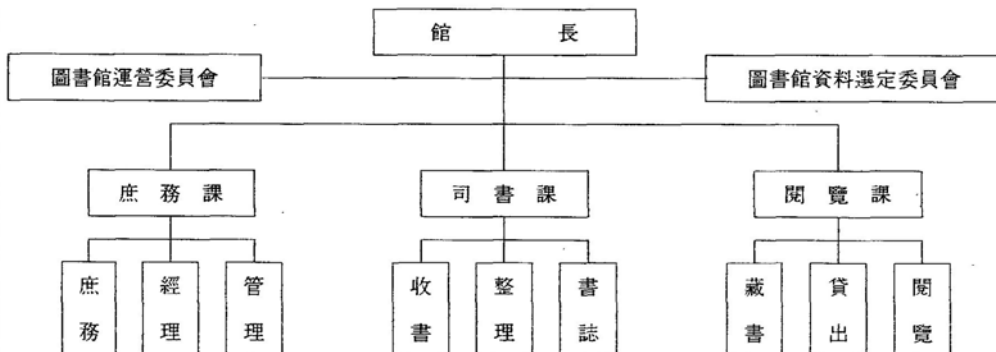 館長
圖書館運營委員會
圖書館資料選定委員會
庶務課
司書課
閱覽課
庶務
經理
管理
收書
整理
書誌
藏書
貸出
閱覽